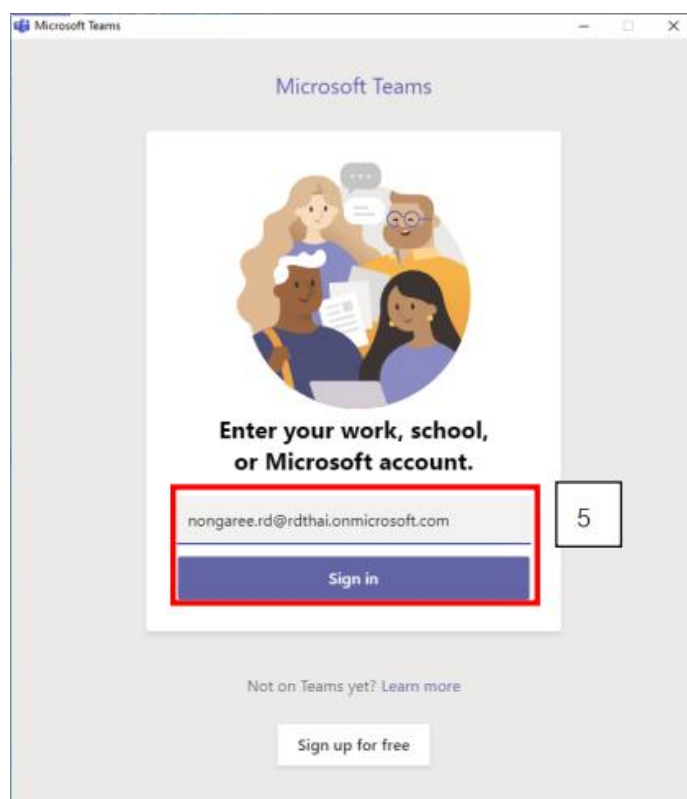 Microsoft Teams
Microsoft Teams
Enter your work, school,
or Microsoft account.
nongaree.rd@rdthai.onmicrosoft.com
5
Sign in
Not on Teams yet? Learn more
Sign up for free